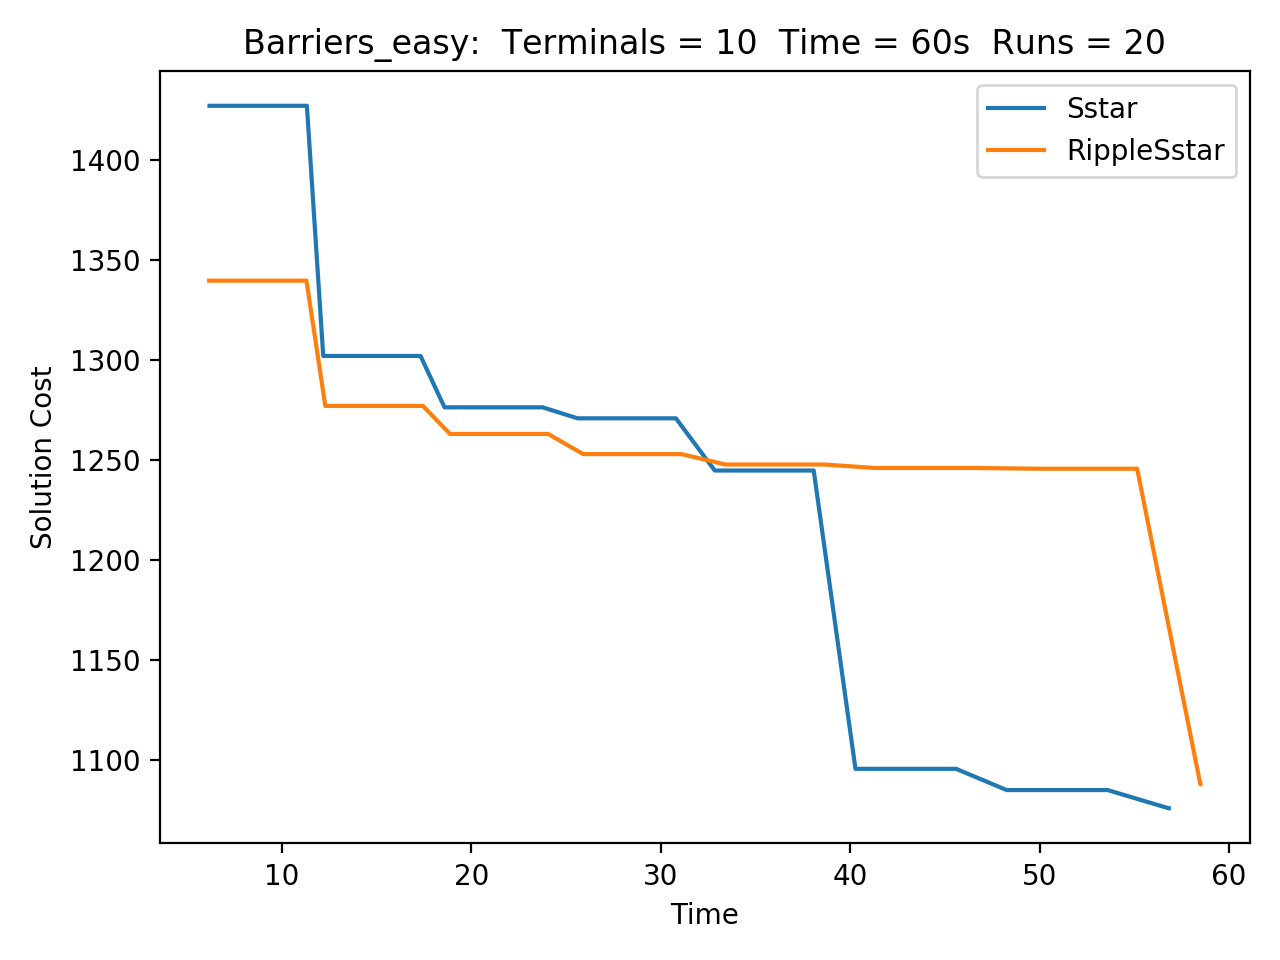 Barriers_easy:  Terminals = 10  Time = 60s  Runs = 20
Sstar
RippleSstar
1400
1350
1300
1250
1200
1150
1100
Solution Cost
10 20 30 40 50 60
Time